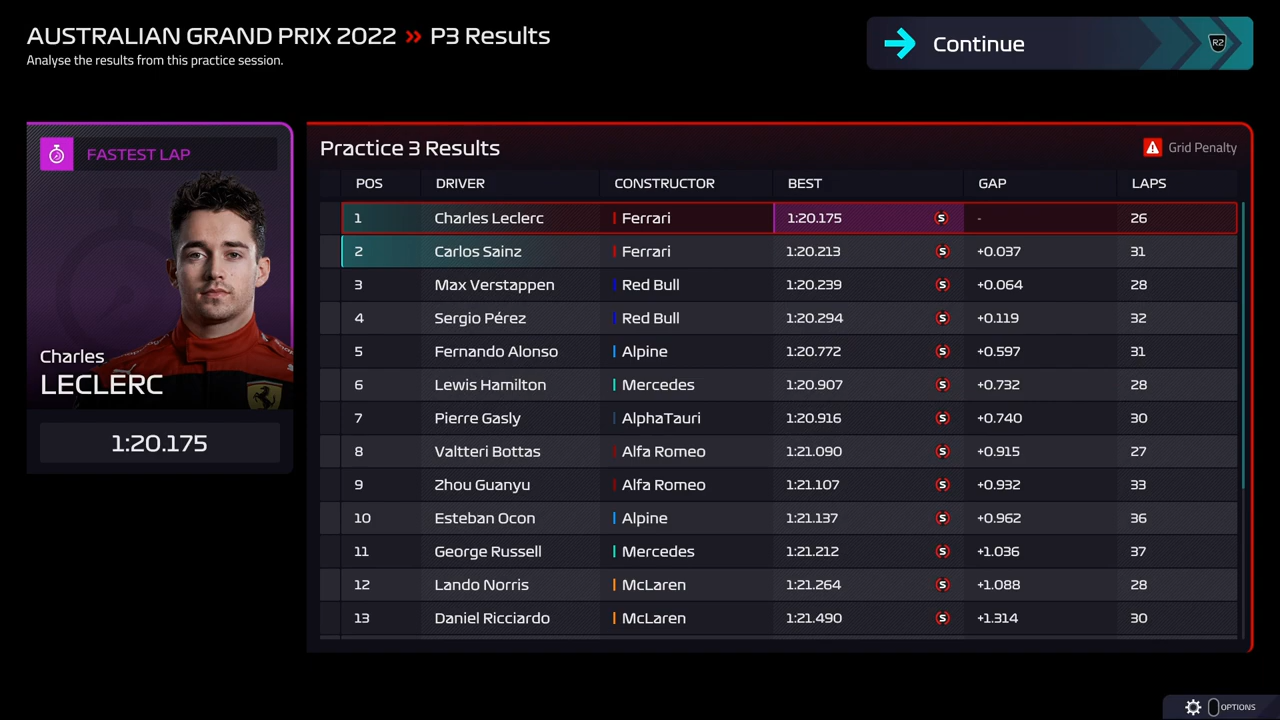 AUSTRALIAN GRAND PRIX 2022 » P3 Results
Analyse the results from this practice session.
Continue
R2
FASTEST LAP
Charles
LECLERC
1:20.175
Practice 3 Results
Grid Penalty
POS DRIVER CONSTRUCTOR BEST GAP LAPS
1 Charles Leclerc Ferrari 1:20.175 S - 26
2 Carlos Sainz Ferrari 1:20.213 S +0.037 31
3 Max Verstappen Red Bull 1:20.239 S +0.064 28
4 Sergio Pérez Red Bull 1:20.294 S +0.119 32
5 Fernando Alonso Alpine 1:20.772 S +0.597 31
6 Lewis Hamilton Mercedes 1:20.907 S +0.732 28
7 Pierre Gasly AlphaTauri 1:20.916 S +0.740 30
8 Valtteri Bottas Alfa Romeo 1:21.090 S +0.915 27
9 Zhou Guanyu Alfa Romeo 1:21.107 S +0.932 33
10 Esteban Ocon Alpine 1:21.137 S +0.962 36
11 George Russell Mercedes 1:21.212 S +1.036 37
12 Lando Norris McLaren 1:21.264 S +1.088 28
13 Daniel Ricciardo McLaren 1:21.490 S +1.314 30
OPTIONS